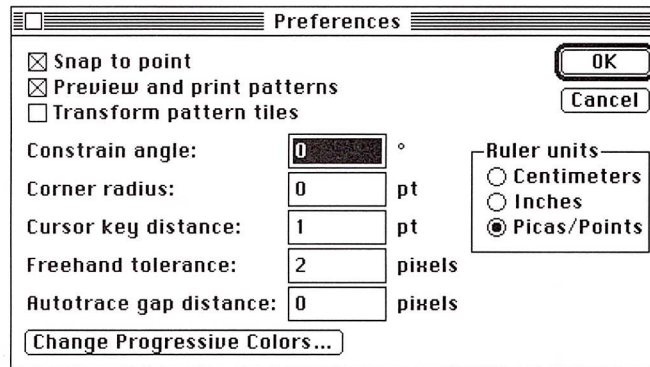 Preferences
Snap to point
Preview and print patterns
Transform pattern tiles
OK
Cancel
Constrain angle: 0 °
Corner radius: 0 pt
Cursor key distance: 1 pt
Freehand tolerance: 2 pixels
Autotrace gap distance: 0 pixels
Ruler units
Centimeters
Inches
Picas/Points
Change Progressive Colors...